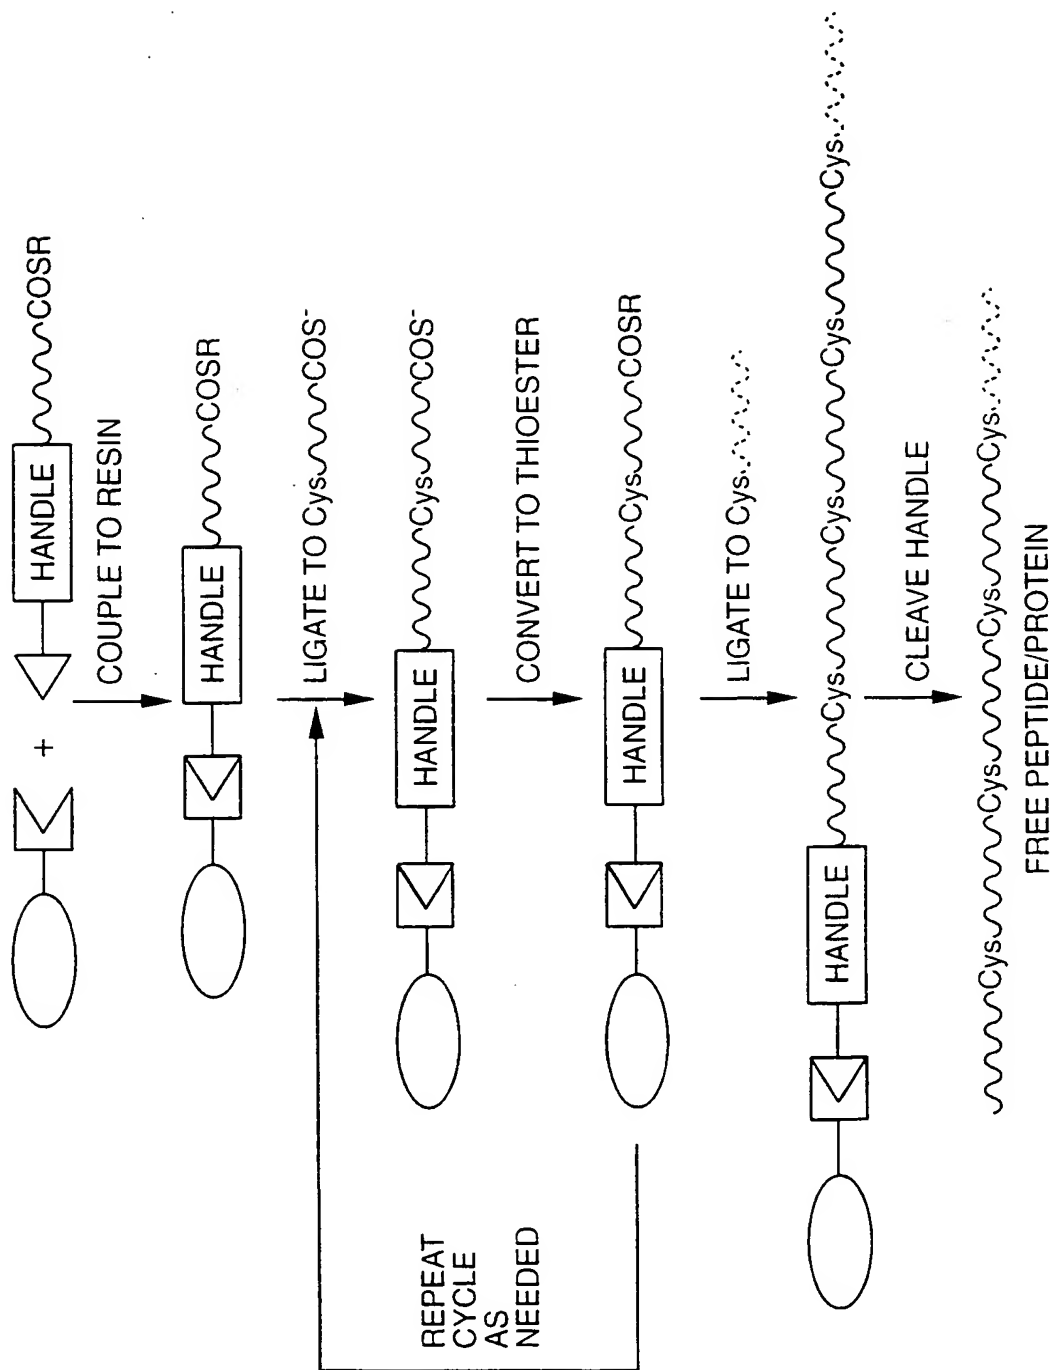 +
HANDLE COSR
COUPLE TO RESIN
HANDLE COSR
LIGATE TO Cys COS-
HANDLE Cys COS-
CONVERT TO THIOESTER
HANDLE Cys COSR
REPEAT
CYCLE
AS
NEEDED
LIGATE TO Cys
HANDLE Cys Cys Cys Cys
CLEAVE HANDLE
Cys Cys Cys Cys
FREE PEPTIDE/PROTEIN